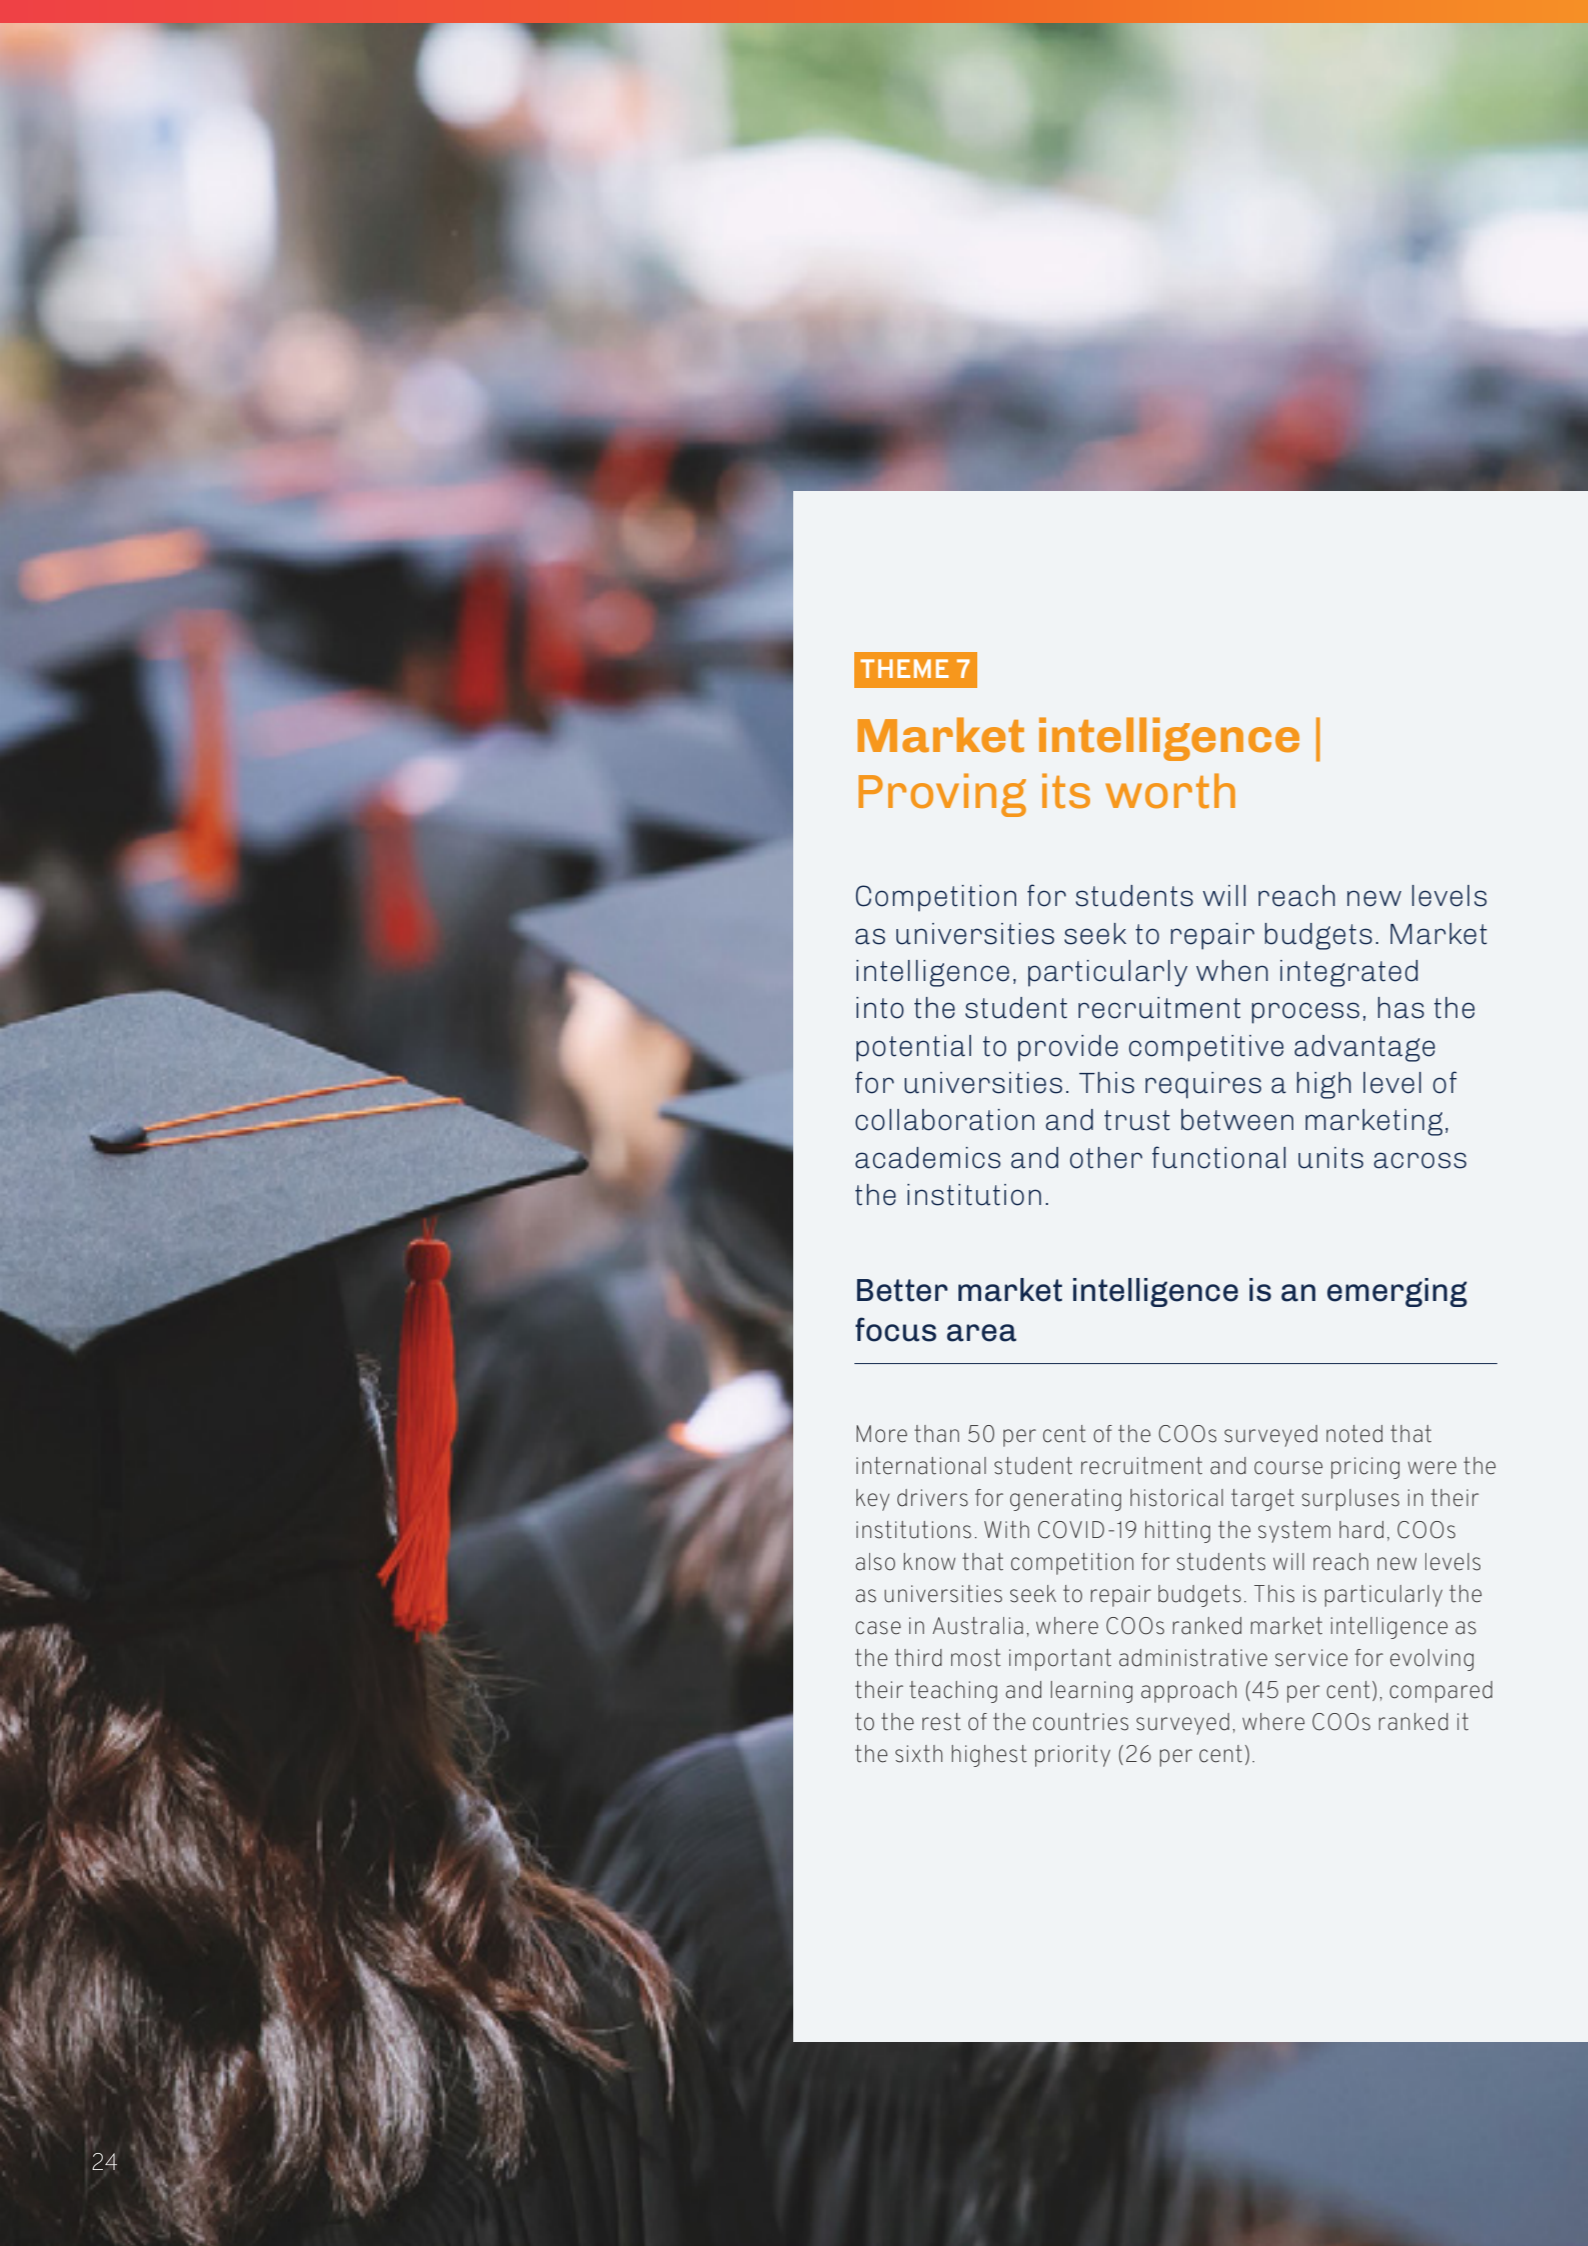 THEME 7
Market intelligence |
Proving its worth
Competition for students will reach new levels
as universities seek to repair budgets. Market
intelligence, particularly when integrated
into the student recruitment process, has the
potential to provide competitive advantage
for universities. This requires a high level of
collaboration and trust between marketing,
academics and other functional units across
the institution.
Better market intelligence is an emerging
focus area
More than 50 per cent of the COOs surveyed noted that
international student recruitment and course pricing were the
key drivers for generating historical target surpluses in their
institutions. With COVID-19 hitting the system hard, COOs
also know that competition for students will reach new levels
as universities seek to repair budgets. This is particularly the
case in Australia, where COOs ranked market intelligence as
the third most important administrative service for evolving
their teaching and learning approach (45 per cent), compared
to the rest of the countries surveyed, where COOs ranked it
the sixth highest priority (26 per cent).
24